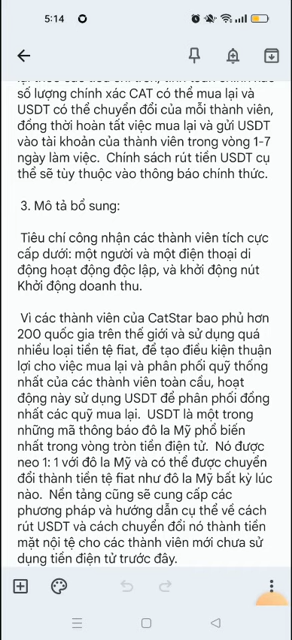 5:14
số lượng chính xác CAT có thể mua lại và
USDT có thể chuyển đổi của mỗi thành viên,
đồng thời hoàn tất việc mua lại và gửi USDT
vào tài khoản của thành viên trong vòng 1-7
ngày làm việc.  Chính sách rút tiền USDT cụ
thể sẽ tùy thuộc vào thông báo chính thức.
3. Mô tả bổ sung:
Tiêu chí công nhận các thành viên tích cực
cấp dưới: một người và một điện thoại di
động hoạt động độc lập, và khởi động nút
Khởi động doanh thu.
Vì các thành viên của CatStar bao phủ hơn
200 quốc gia trên thế giới và sử dụng quá
nhiều loại tiền tệ fiat, để tạo điều kiện thuận
lợi cho việc mua lại và phân phối quỹ thống
nhất của các thành viên toàn cầu, hoạt
động này sử dụng USDT để phân phối đồng
nhất các quỹ mua lại.  USDT là một trong
những mã thông báo đô la Mỹ phổ biến
nhất trong vòng tròn tiền điện tử.  Nó được
neo 1: 1 với đô la Mỹ và có thể được chuyển
đổi thành tiền tệ fiat như đô la Mỹ bất kỳ lúc
nào.  Nền tảng cũng sẽ cung cấp các
phương pháp và hướng dẫn cụ thể về cách
rút USDT và cách chuyển đổi nó thành tiền
mặt nội tệ cho các thành viên mới chưa sử
dụng tiền điện tử trước đây.